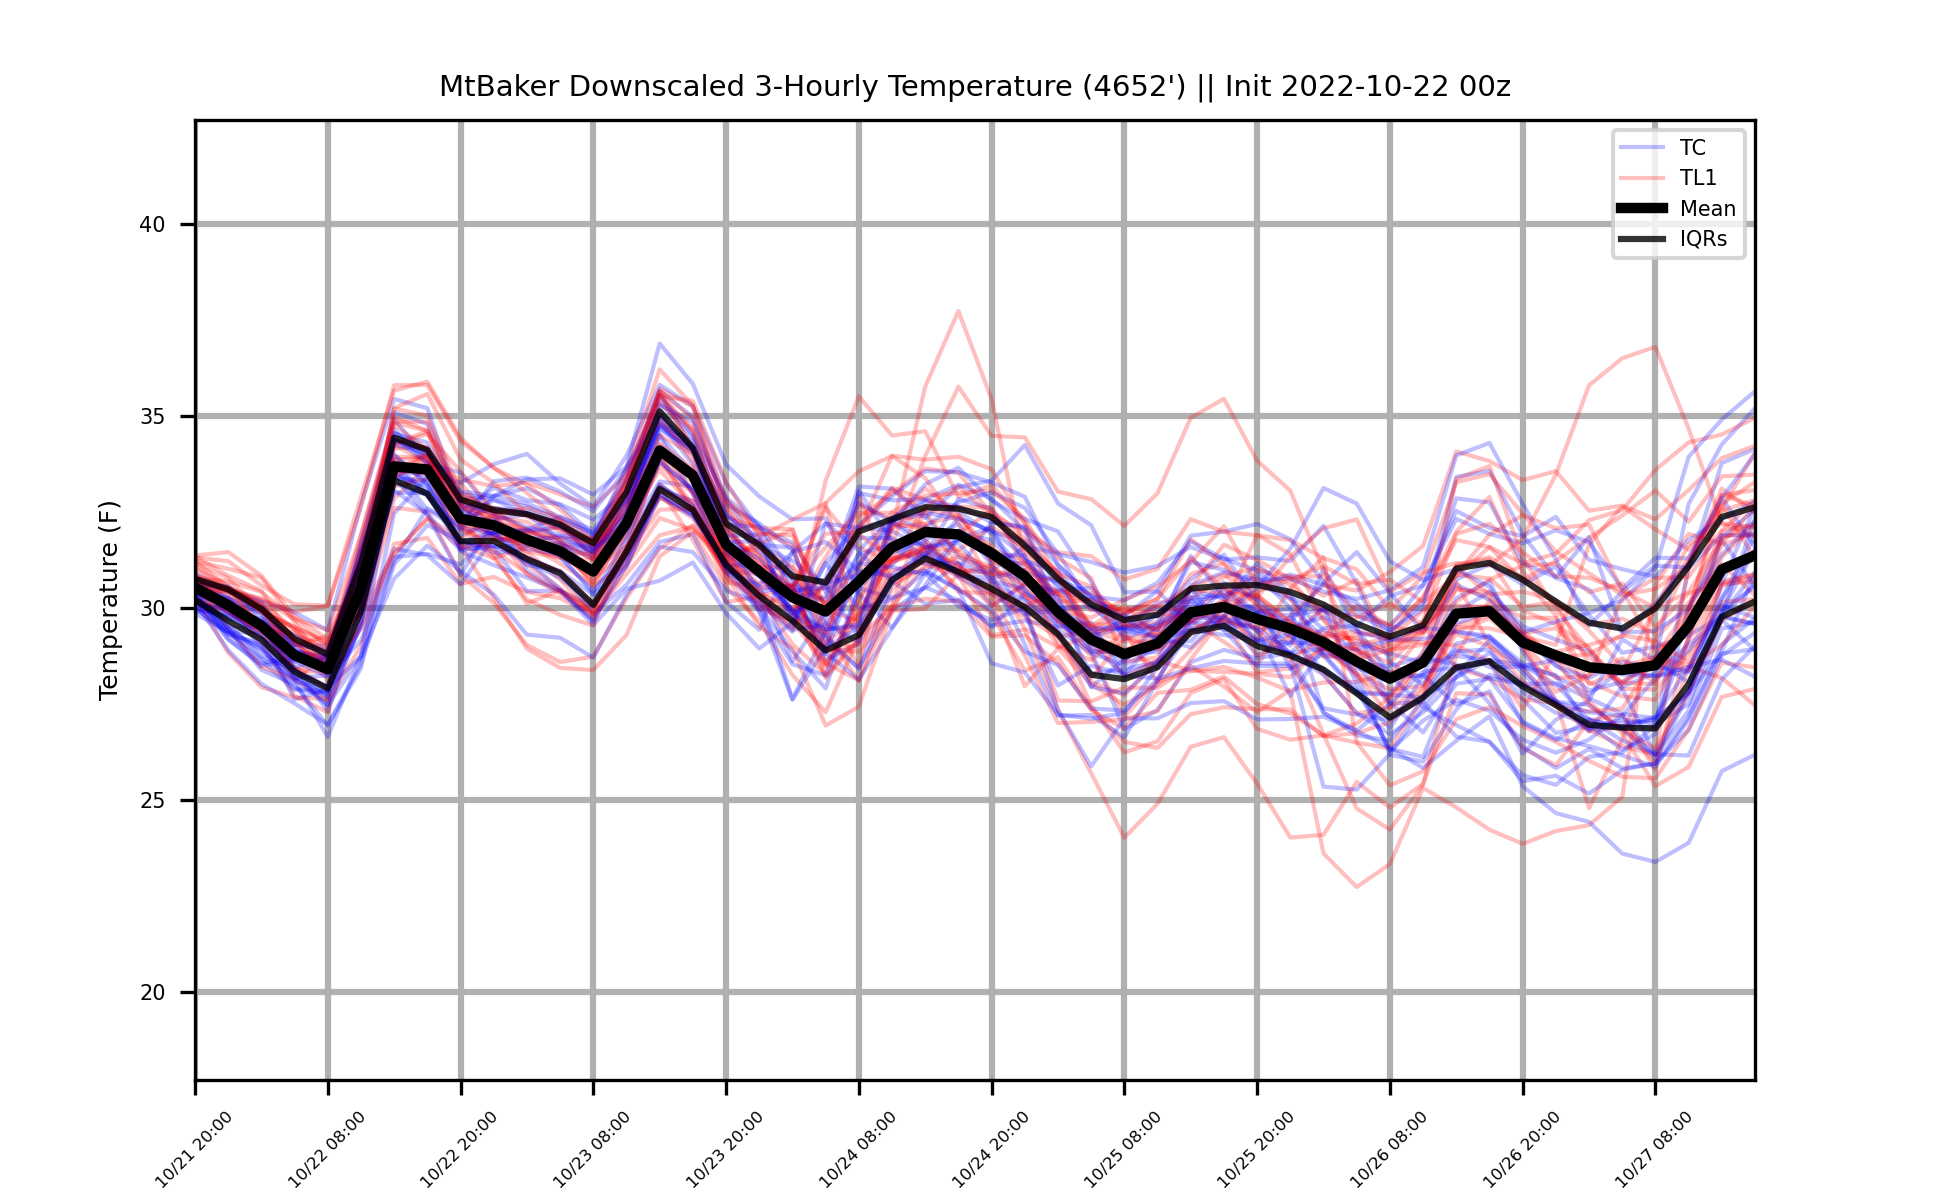 MtBaker Downscaled 3-Hourly Temperature (4652') || Init 2022-10-22 00z
TC
TL1
Mean
IQRs
Temperature (F)
40
35
30
25
20
10/21 20:00
10/22 08:00
10/22 20:00
10/23 08:00
10/23 20:00
10/24 08:00
10/24 20:00
10/25 08:00
10/25 20:00
10/26 08:00
10/26 20:00
10/27 08:00